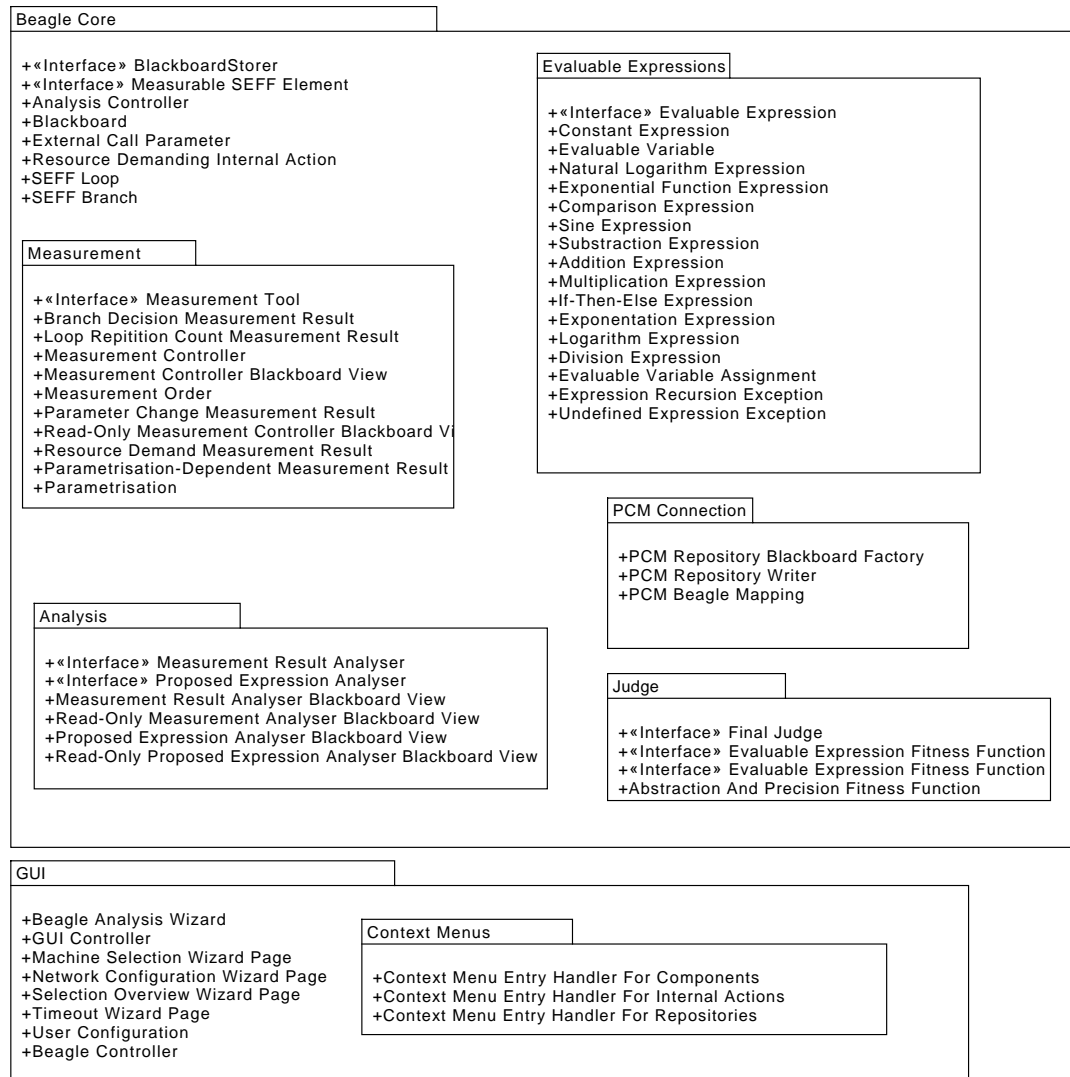 Beagle Core
+«Interface» BlackboardStorer
+«Interface» Measurable SEFF Element
+Analysis Controller
+Blackboard
+External Call Parameter
+Resource Demanding Internal Action
+SEFF Loop
+SEFF Branch
Evaluable Expressions
+«Interface» Evaluable Expression
+Constant Expression
+Evaluable Variable
+Natural Logarithm Expression
+Exponential Function Expression
+Comparison Expression
+Sine Expression
+Substraction Expression
+Addition Expression
+Multiplication Expression
+If-Then-Else Expression
+Exponentation Expression
+Logarithm Expression
+Division Expression
+Evaluable Variable Assignment
+Expression Recursion Exception
+Undefined Expression Exception
Measurement
+«Interface» Measurement Tool
+Branch Decision Measurement Result
+Loop Repitition Count Measurement Result
+Measurement Controller
+Measurement Controller Blackboard View
+Measurement Order
+Parameter Change Measurement Result
+Read-Only Measurement Controller Blackboard Vi
+Resource Demand Measurement Result
+Parametrisation-Dependent Measurement Result
+Parametrisation
PCM Connection
+PCM Repository Blackboard Factory
+PCM Repository Writer
+PCM Beagle Mapping
Analysis
+«Interface» Measurement Result Analyser
+«Interface» Proposed Expression Analyser
+Measurement Result Analyser Blackboard View
+Read-Only Measurement Analyser Blackboard View
+Proposed Expression Analyser Blackboard View
+Read-Only Proposed Expression Analyser Blackboard View
Judge
+«Interface» Final Judge
+«Interface» Evaluable Expression Fitness Function
+«Interface» Evaluable Expression Fitness Function
+Abstraction And Precision Fitness Function
GUI
+Beagle Analysis Wizard
+GUI Controller
+Machine Selection Wizard Page
+Network Configuration Wizard Page
+Selection Overview Wizard Page
+Timeout Wizard Page
+User Configuration
+Beagle Controller
Context Menus
+Context Menu Entry Handler For Components
+Context Menu Entry Handler For Internal Actions
+Context Menu Entry Handler For Repositories